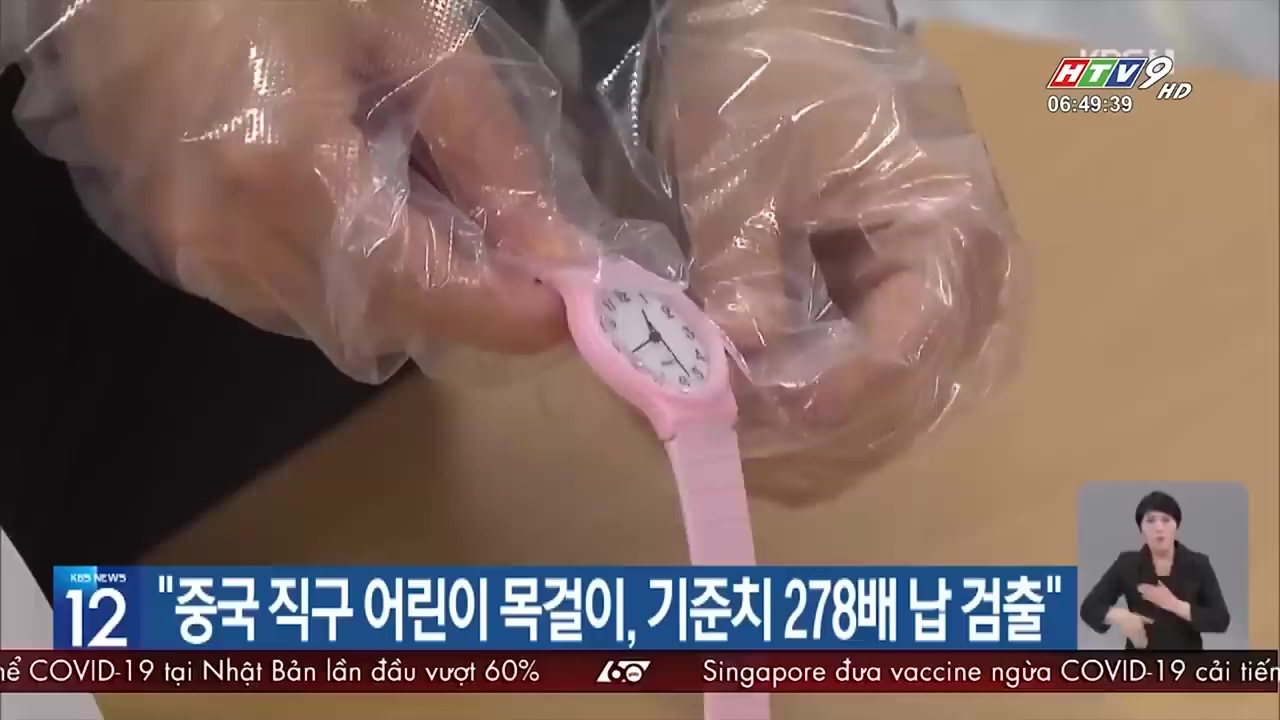 HTV9 HD
06:49:39
KBS NEWS
12
"중국 직구 어린이 목걸이, 기준치 278배 납 검출"
hể COVID-19 tại Nhật Bản lần đầu vượt 60%
Singapore đưa vaccine ngừa COVID-19 cải tiến